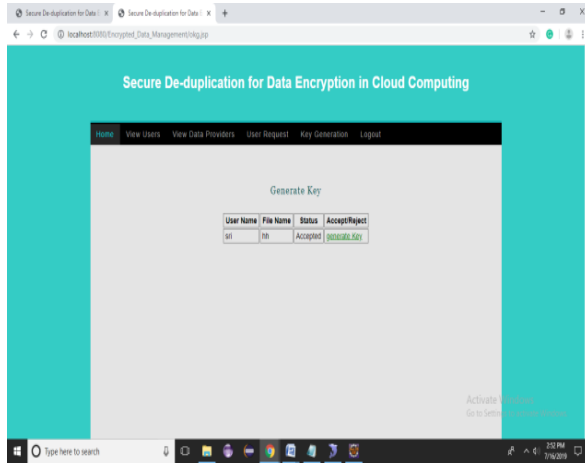 Secure De-duplication for Data E
Secure De-duplication for Data E
localhost:8080/Encrypted_Data_Management/okg.jsp
Secure De-duplication for Data Encryption in Cloud Computing
Home View Users View Data Providers User Request Key Generation Logout
Generate Key
User Name File Name Status Accept/Reject
sri hh Accepted generate Key
Activate
Go to
Type here to search
2:52 PM
7/16/2019